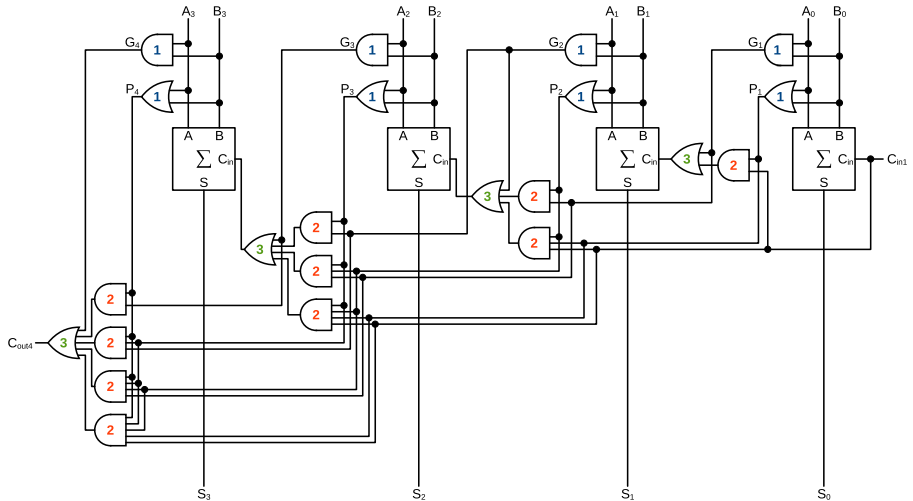 A3 B3 A2 B2 A1 B1 A0 B0
G4 1 G3 1 G2 1 G1 1
P4 1 P3 1 P2 1 P1 1
A B A B A B A B
Σ Cin Σ Cin Σ Cin 3 2 Σ Cin Cin1
S S S S
3 2
2 2
3 2
2
2 2
Cout4 3 2
2
2
S3 S2 S1 S0